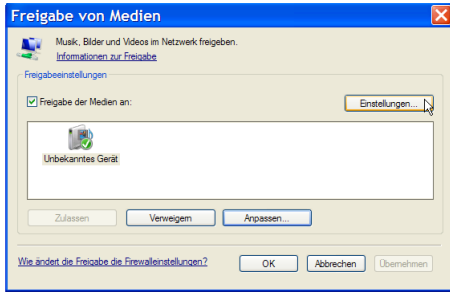 Freigabe von Medien
Musik, Bilder und Videos im Netzwerk freigeben.
Informationen zur Freigabe
Freigabeeinstellungen
Freigabe der Medien an:
Einstellungen...
Unbekanntes Gerät
Zulassen
Verweigern
Anpassen...
Wie ändert die Freigabe die Firewalleinstellungen?
OK
Abbrechen
Übernehmen